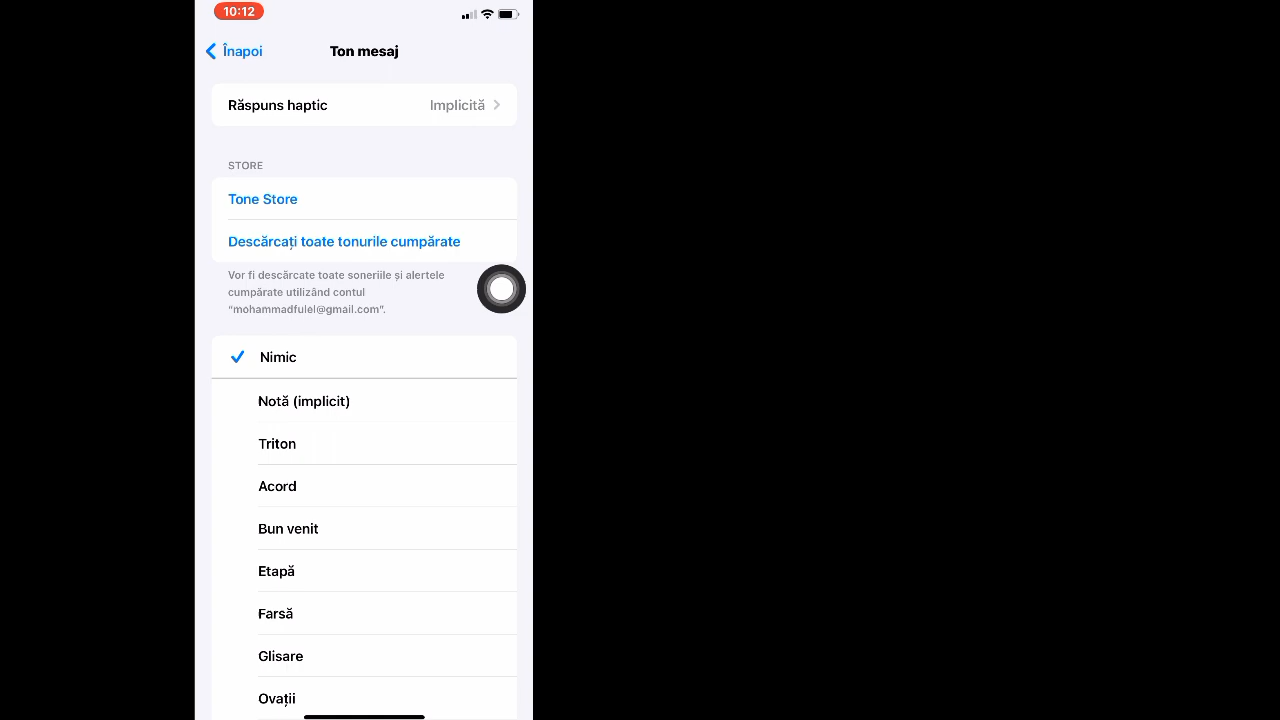 10:12
Înapoi
Ton mesaj
Răspuns haptic
Implicită
STORE
Tone Store
Descărcați toate tonurile cumpărate
Vor fi descărcate toate soneriile și alertele
cumpărate utilizând contul
“mohammadfulel@gmail.com”.
Nimic
Notă (implicit)
Triton
Acord
Bun venit
Etapă
Farsă
Glisare
Ovații